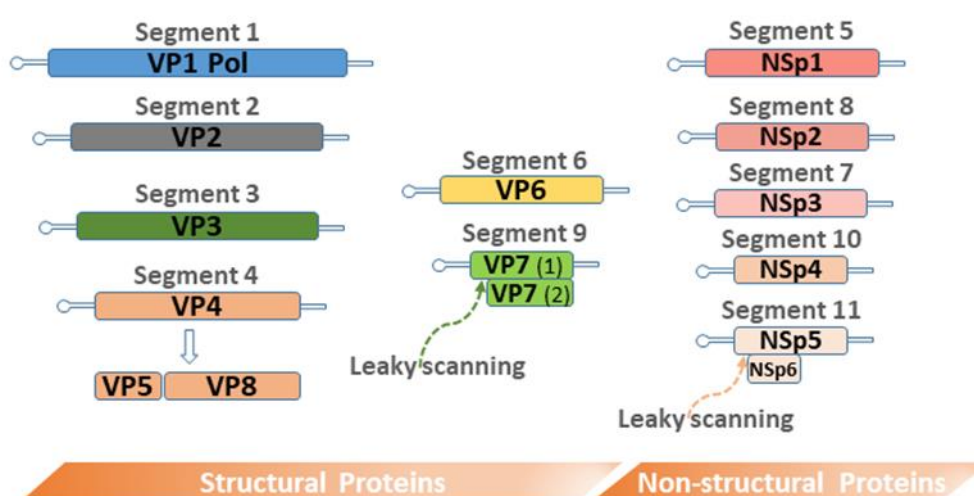 Segment 1
VP1 Pol
Segment 2
VP2
Segment 3
VP3
Segment 4
VP4
VP5 VP8
Segment 6
VP6
Segment 9
VP7 (1)
VP7 (2)
Leaky scanning
Segment 5
NSp1
Segment 8
NSp2
Segment 7
NSp3
Segment 10
NSp4
Segment 11
NSp5
NSp6
Leaky scanning
Structural Proteins
Non-structural Proteins